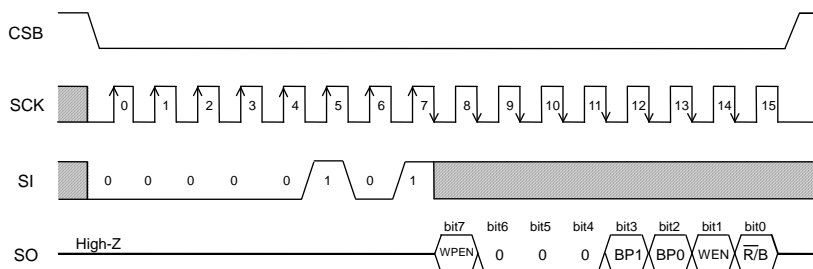 CSB
SCK 0 1 2 3 4 5 6 7 8 9 10 11 12 13 14 15
SI 0 0 0 0 0 1 0 1
bit7 bit6 bit5 bit4 bit3 bit2 bit1 bit0
SO High-Z WPEN 0 0 0 BP1 BP0 WEN R̅/B